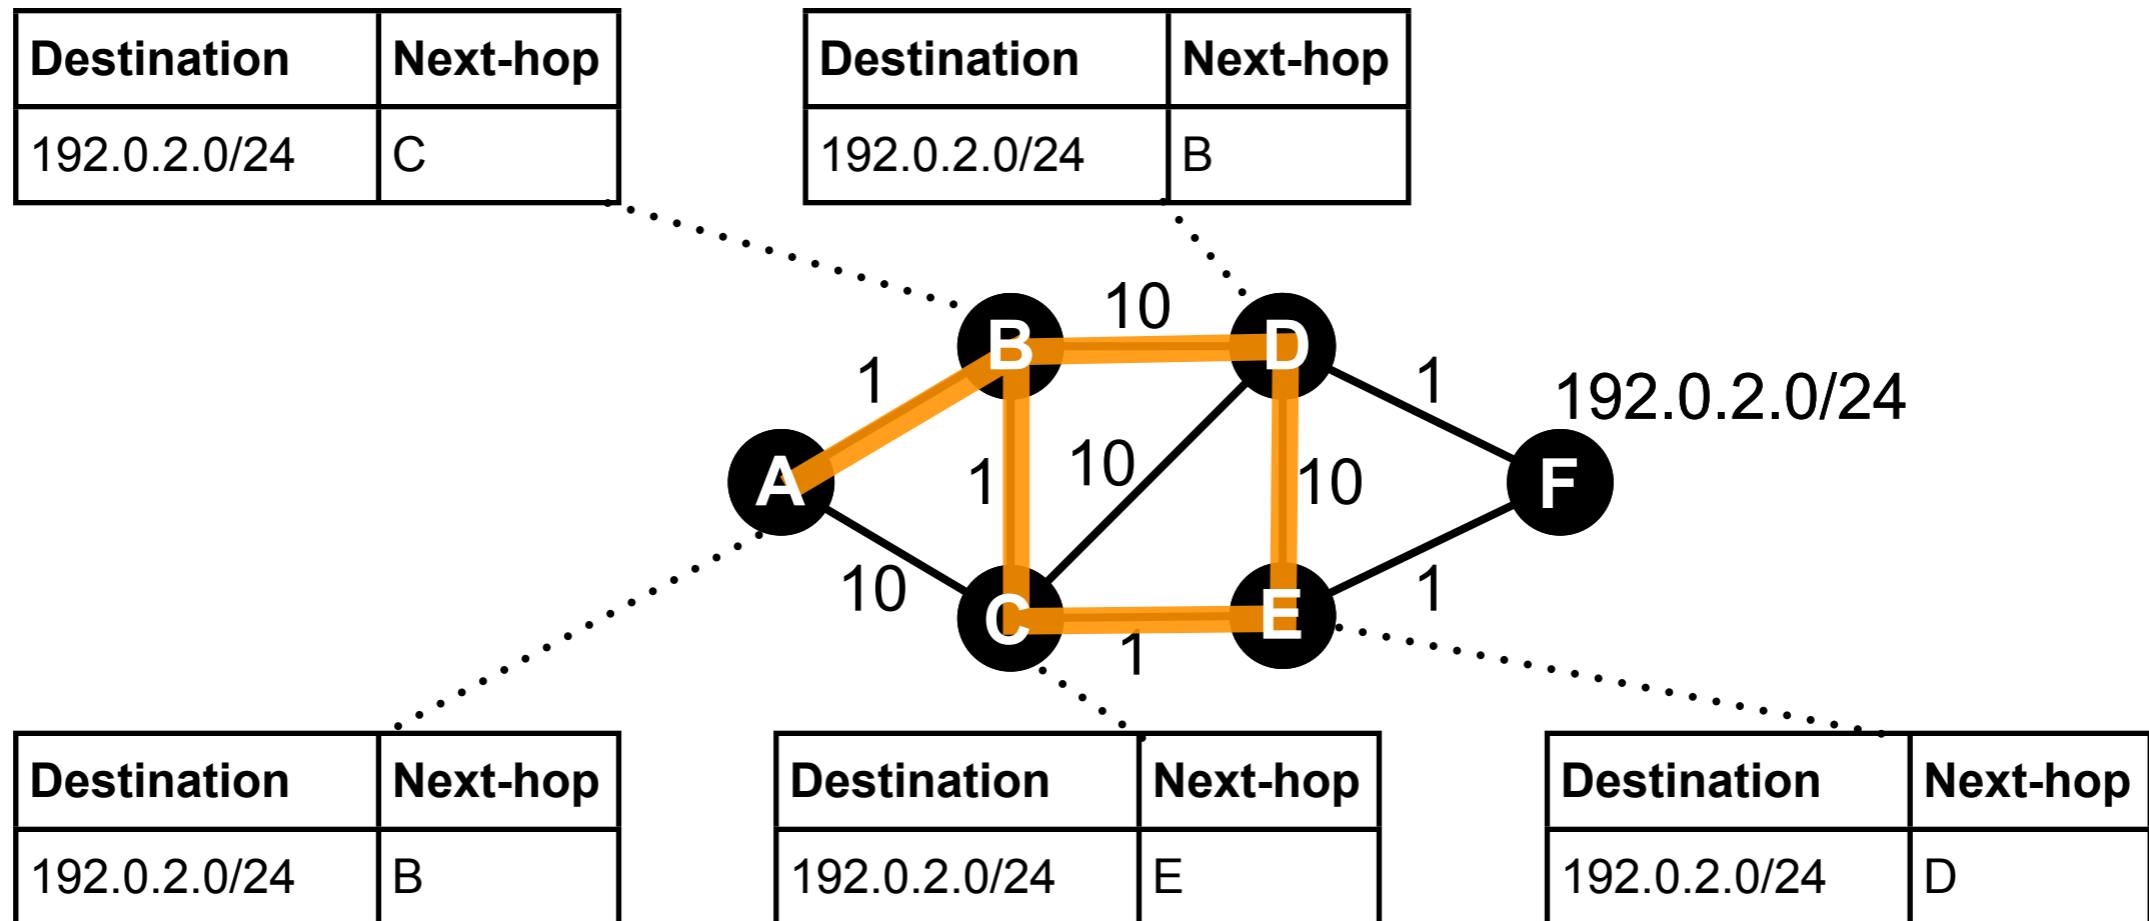 Destination Next-hop
192.0.2.0/24 C
Destination Next-hop
192.0.2.0/24 B
B 10 D
1 1
192.0.2.0/24
A 1 10 10 F
10 1
C 1 E
Destination Next-hop
192.0.2.0/24 B
Destination Next-hop
192.0.2.0/24 E
Destination Next-hop
192.0.2.0/24 D